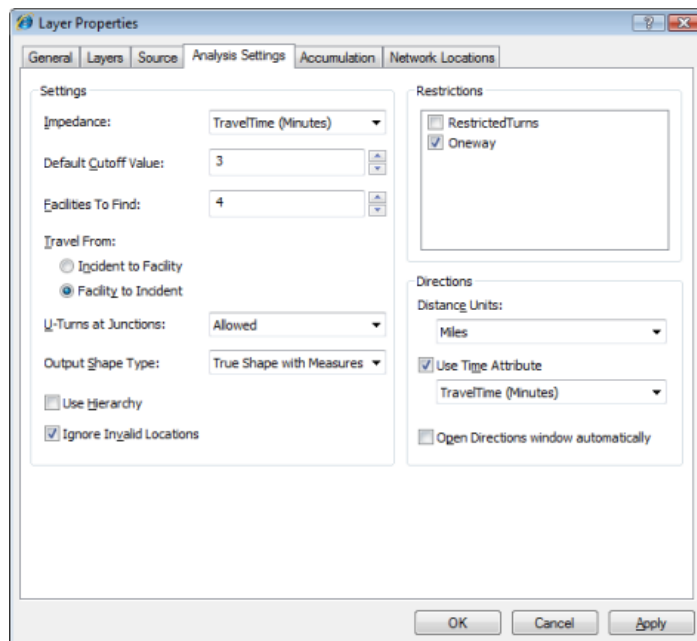 Layer Properties
General Layers Source Analysis Settings Accumulation Network Locations
Settings
Impedance: TravelTime (Minutes)
Default Cutoff Value: 3
Facilities To Find: 4
Travel From:
Incident to Facility
Facility to Incident
U-Turns at Junctions: Allowed
Output Shape Type: True Shape with Measures
Use Hierarchy
Ignore Invalid Locations
Restrictions
RestrictedTurns
Oneway
Directions
Distance Units:
Miles
Use Time Attribute
TravelTime (Minutes)
Open Directions window automatically
OK Cancel Apply